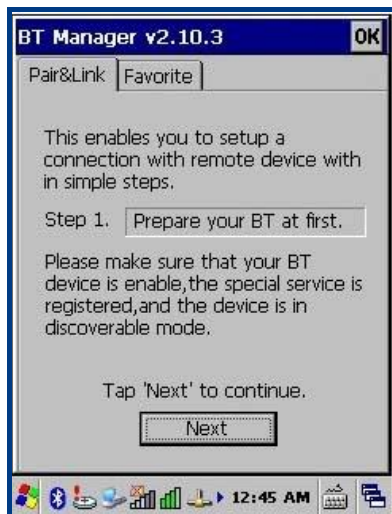 BT Manager v2.10.3 OK
Pair&Link Favorite
This enables you to setup a
connection with remote device with
in simple steps.
Step 1. Prepare your BT at first.
Please make sure that your BT
device is enable,the special service is
registered,and the device is in
discoverable mode.
Tap 'Next' to continue.
Next
12:45 AM